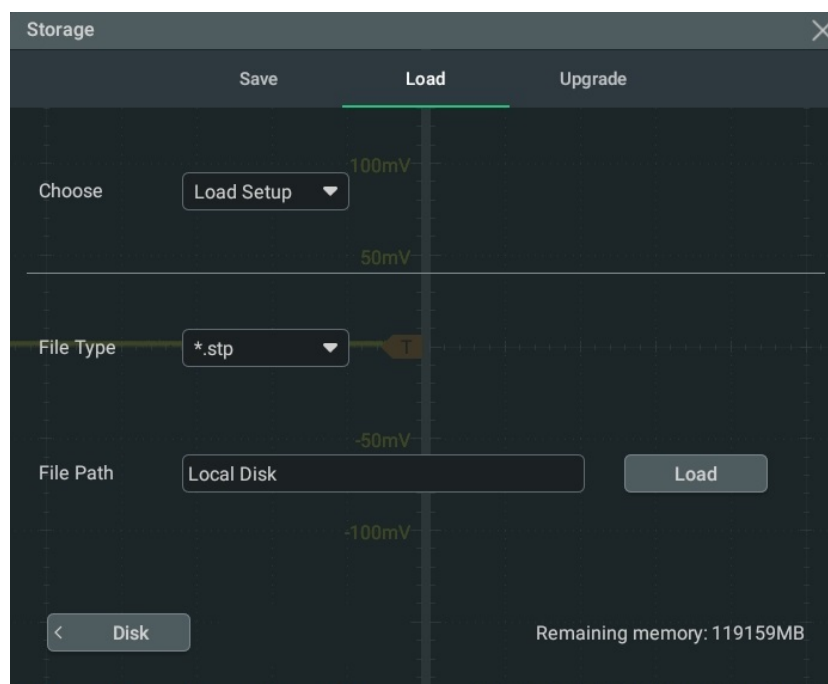 Storage
Save Load Upgrade
100mV
Choose Load Setup
50mV
File Type *.stp T
-50mV
File Path Local Disk Load
-100mV
Disk Remaining memory: 119159MB